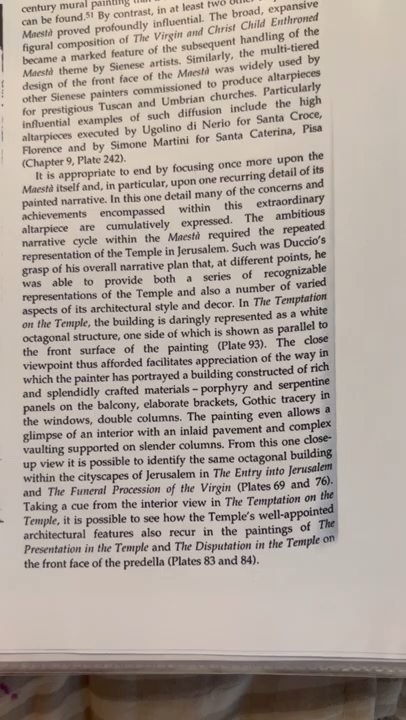 century mural painting
can be found.⁵¹ By contrast, in at least two
Maestà proved profoundly influential. The broad, expansive
figural composition of The Virgin and Christ Child Enthroned
became a marked feature of the subsequent handling of the
Maestà theme by Sienese artists. Similarly, the multi-tiered
design of the front face of the Maestà was widely used by
other Sienese painters commissioned to produce altarpieces
for prestigious Tuscan and Umbrian churches. Particularly
influential examples of such diffusion include the high
altarpieces executed by Ugolino di Nerio for Santa Croce,
Florence and by Simone Martini for Santa Caterina, Pisa
(Chapter 9, Plate 242).
It is appropriate to end by focusing once more upon the
Maestà itself and, in particular, upon one recurring detail of its
painted narrative. In this one detail many of the concerns and
achievements encompassed within this extraordinary
altarpiece are cumulatively expressed. The ambitious
narrative cycle within the Maestà required the repeated
representation of the Temple in Jerusalem. Such was Duccio's
grasp of his overall narrative plan that, at different points, he
was able to provide both a series of recognizable
representations of the Temple and also a number of varied
aspects of its architectural style and decor. In The Temptation
on the Temple, the building is daringly represented as a white
octagonal structure, one side of which is shown as parallel to
the front surface of the painting (Plate 93). The close
viewpoint thus afforded facilitates appreciation of the way in
which the painter has portrayed a building constructed of rich
and splendidly crafted materials – porphyry and serpentine
panels on the balcony, elaborate brackets, Gothic tracery in
the windows, double columns. The painting even allows a
glimpse of an interior with an inlaid pavement and complex
vaulting supported on slender columns. From this one close-
up view it is possible to identify the same octagonal building
within the cityscapes of Jerusalem in The Entry into Jerusalem
and The Funeral Procession of the Virgin (Plates 69 and 76).
Taking a cue from the interior view in The Temptation on the
Temple, it is possible to see how the Temple's well-appointed
architectural features also recur in the paintings of The
Presentation in the Temple and The Disputation in the Temple on
the front face of the predella (Plates 83 and 84).